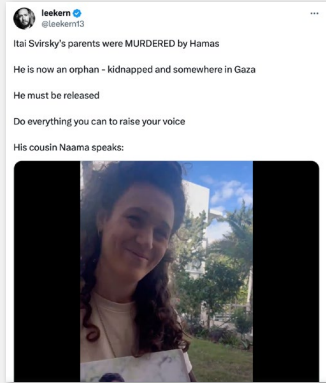 leekern
@leekern13
Itai Svirsky's parents were MURDERED by Hamas
He is now an orphan - kidnapped and somewhere in Gaza
He must be released
Do everything you can to raise your voice
His cousin Naama speaks: